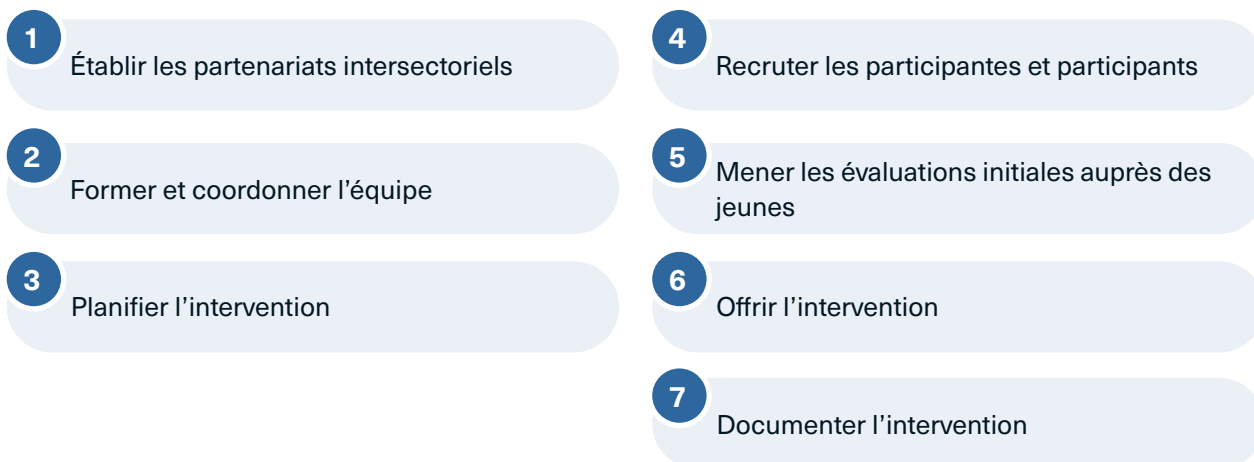 1
Établir les partenariats intersectoriels
2
Former et coordonner l’équipe
3
Planifier l’intervention
4
Recruter les participantes et participants
5
Mener les évaluations initiales auprès des
jeunes
6
Offrir l’intervention
7
Documenter l’intervention